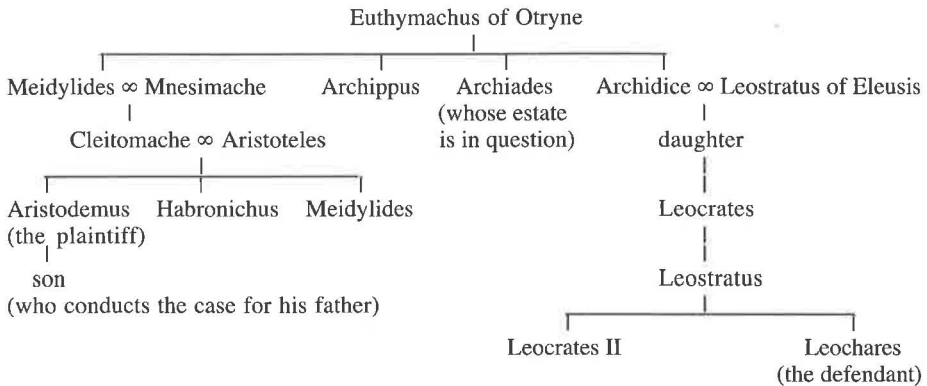 Euthymachus of Otryne
Meidylides ∞ Mnesimache Archippus Archiades Archidice ∞ Leostratus of Eleusis
(whose estate
is in question)
Cleitomache ∞ Aristoteles daughter
Aristodemus Habronichus Meidylides Leocrates
(the plaintiff)
son Leostratus
(who conducts the case for his father)
Leocrates II Leochares
(the defendant)